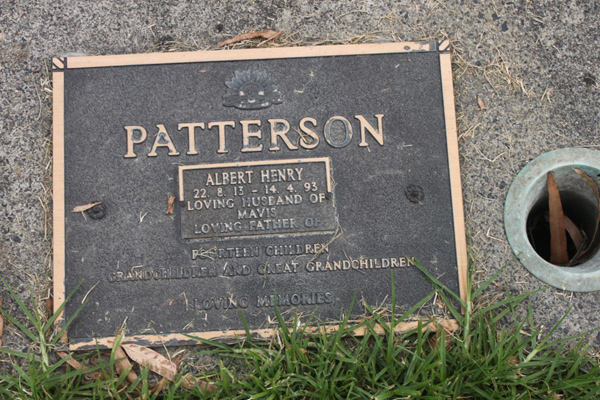 PATTERSON
ALBERT HENRY
22. 8. 13 - 14. 4. 93
LOVING HUSBAND OF
MAVIS
LOVING FATHER OF
FOURTEEN CHILDREN
GRANDCHILDREN AND GREAT GRANDCHILDREN
LOVING MEMORIES